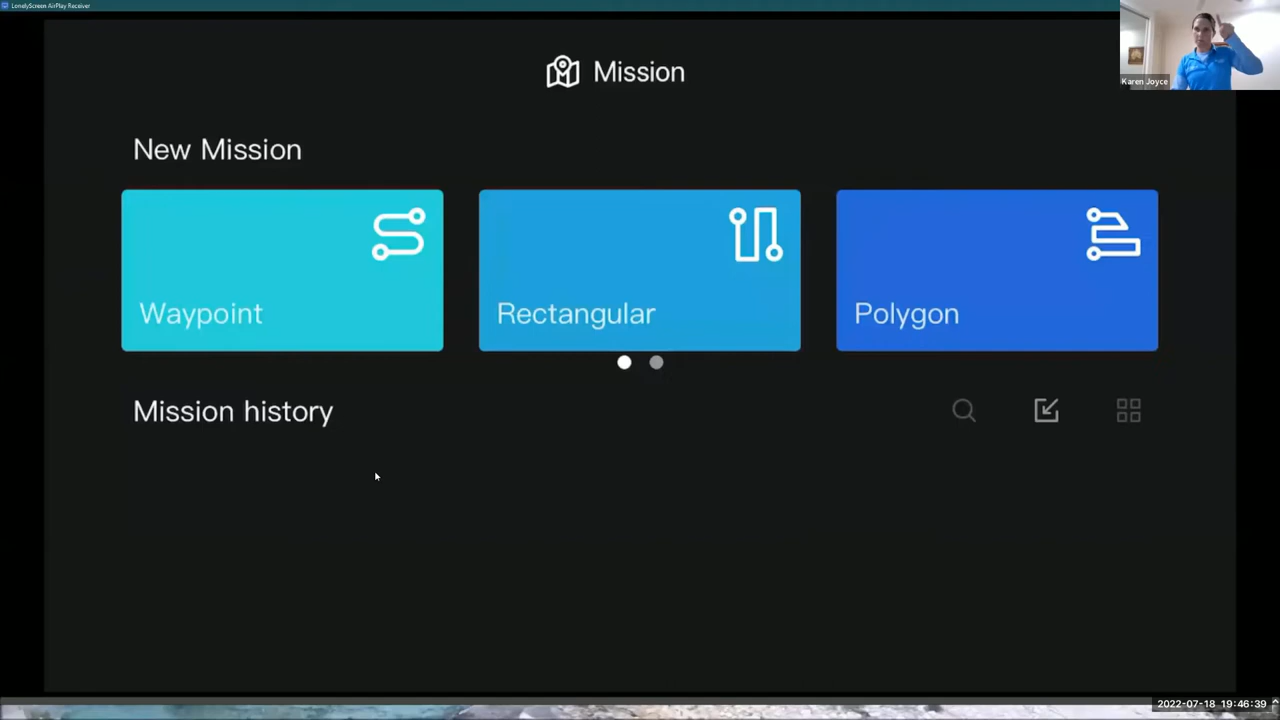 LonelyScreen AirPlay Receiver
Mission
Karen Joyce
New Mission
Waypoint
Rectangular
Polygon
Mission history
2022-07-18 19:46:39